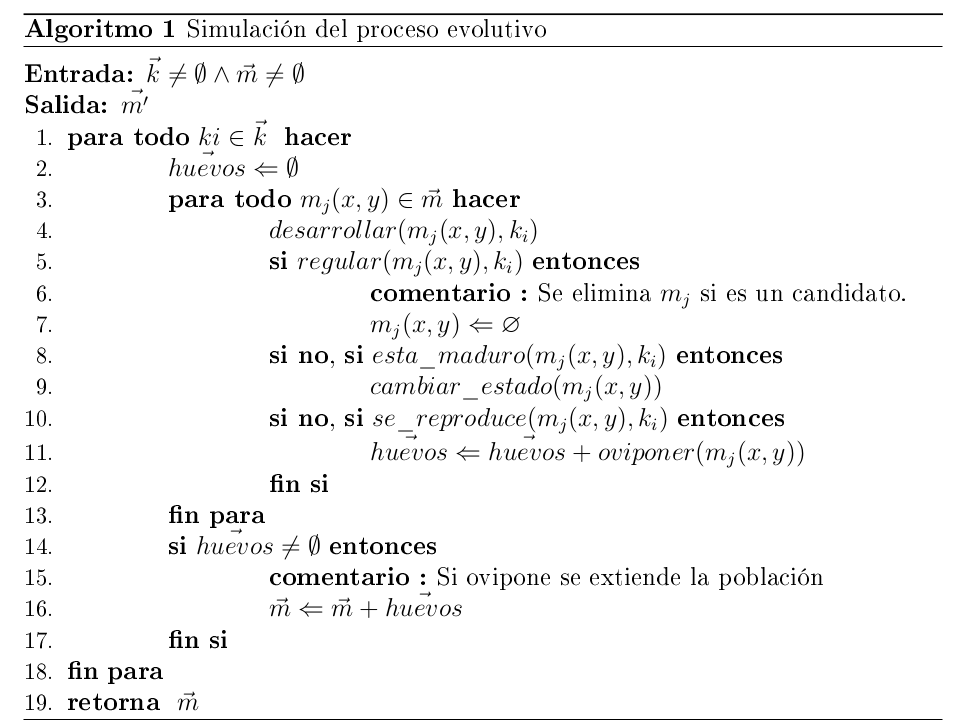 Algoritmo 1 Simulación del proceso evolutivo
Entrada: $\vec{k} \neq \emptyset \wedge \vec{m} \neq \emptyset$
Salida: $\vec{m'}$
1. para todo $ki \in \vec{k}$ hacer
2. $\vec{huevos} \Leftarrow \emptyset$
3. para todo $m_j(x, y) \in \vec{m}$ hacer
4. $desarrollar(m_j(x, y), k_i)$
5. si $regular(m_j(x, y), k_i)$ entonces
6. comentario : Se elimina $m_j$ si es un candidato.
7. $m_j(x, y) \Leftarrow \varnothing$
8. si no, si $esta\_maduro(m_j(x, y), k_i)$ entonces
9. $cambiar\_estado(m_j(x, y))$
10. si no, si $se\_reproduce(m_j(x, y), k_i)$ entonces
11. $\vec{huevos} \Leftarrow \vec{huevos} + oviponer(m_j(x, y))$
12. fin si
13. fin para
14. si $\vec{huevos} \neq \emptyset$ entonces
15. comentario : Si ovipone se extiende la población
16. $\vec{m} \Leftarrow \vec{m} + \vec{huevos}$
17. fin si
18. fin para
19. retorna $\vec{m}$